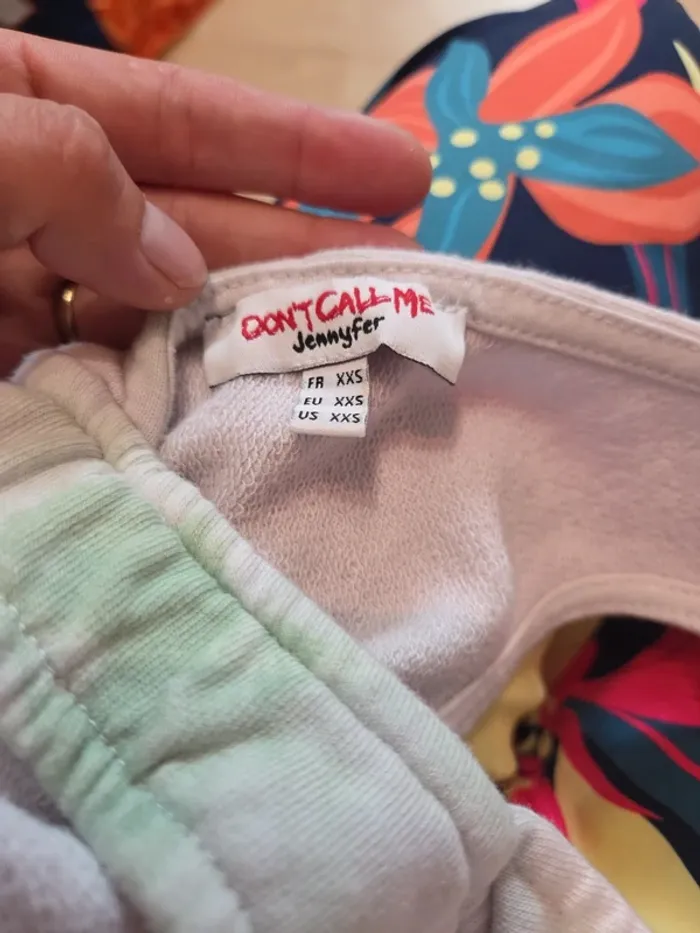 DON'T CALL ME
Jennyfer
FR XXS
EU XXS
US XXS